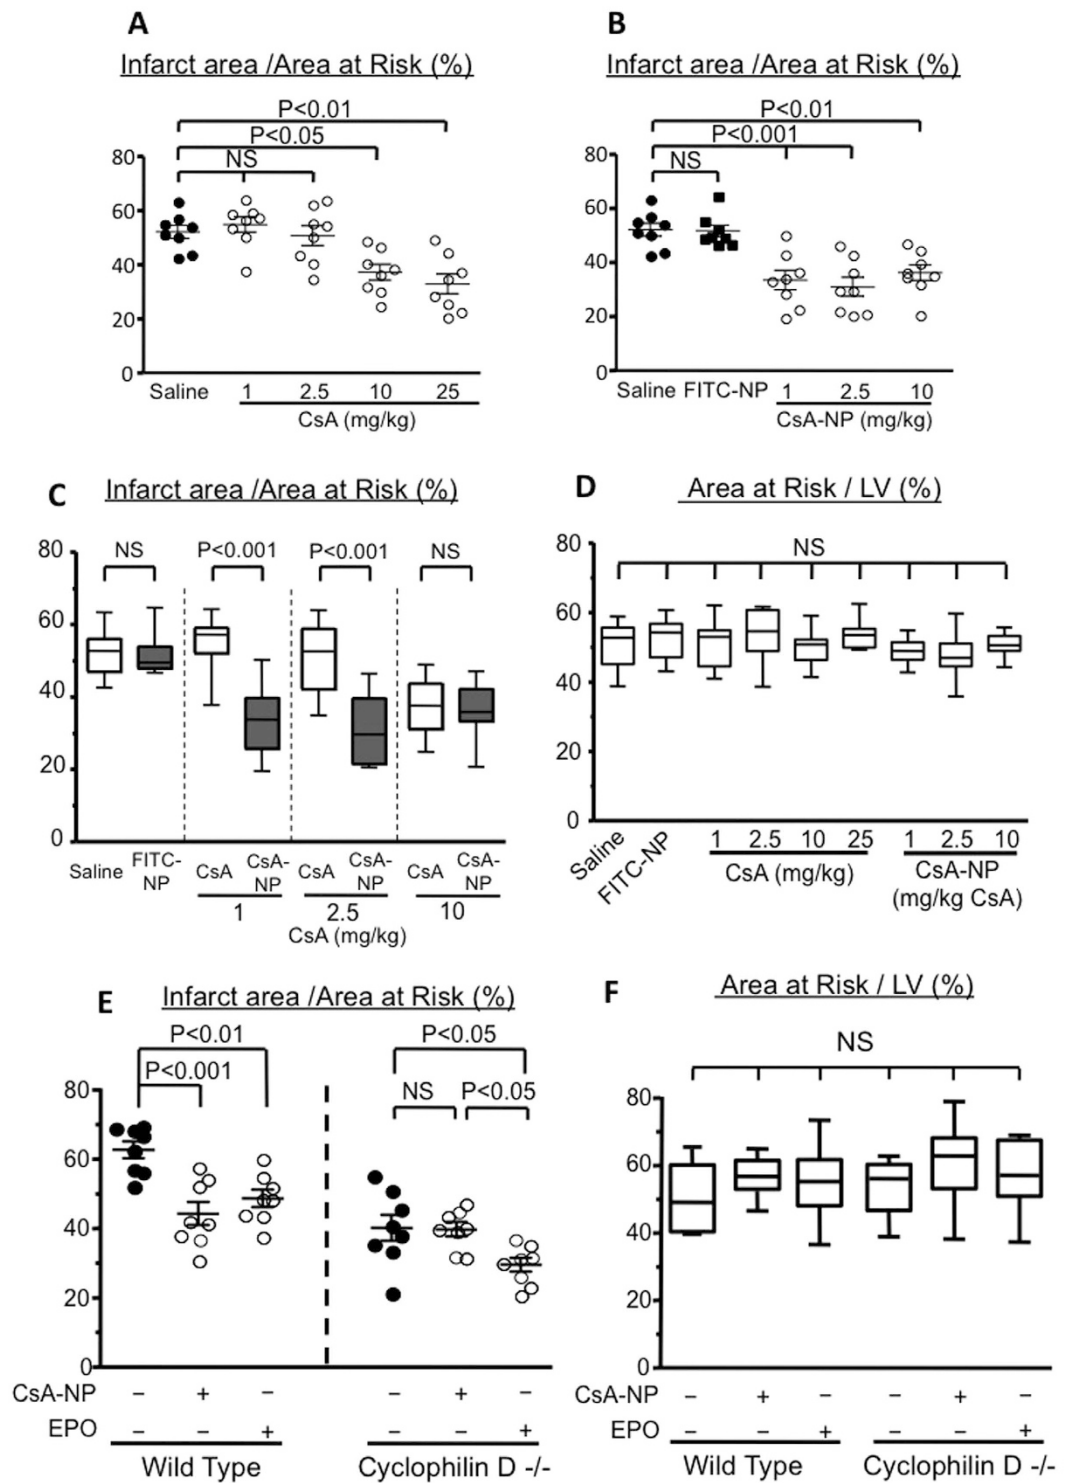 A
Infarct area /Area at Risk (%)
P<0.01
P<0.05
NS
80
60
40
20
0
Saline 1 2.5 10 25
CsA (mg/kg)
B
Infarct area /Area at Risk (%)
P<0.01
P<0.001
NS
80
60
40
20
0
Saline FITC-NP 1 2.5 10
CsA-NP (mg/kg)
C
Infarct area /Area at Risk (%)
NS P<0.001 P<0.001 NS
80
60
40
20
0
Saline FITC-NP CsA CsA-NP CsA CsA-NP CsA CsA-NP
1 2.5 10
CsA (mg/kg)
D
Area at Risk / LV (%)
NS
80
60
40
20
0
Saline FITC-NP 1 2.5 10 25 1 2.5 10
CsA (mg/kg) CsA-NP
(mg/kg CsA)
E
Infarct area /Area at Risk (%)
P<0.01 P<0.05
P<0.001 NS P<0.05
80
60
40
20
0
CsA-NP − + − − + −
EPO − − + − − +
Wild Type Cyclophilin D -/-
F
Area at Risk / LV (%)
NS
80
60
40
20
0
CsA-NP − + − − + −
EPO − − + − − +
Wild Type Cyclophilin D -/-